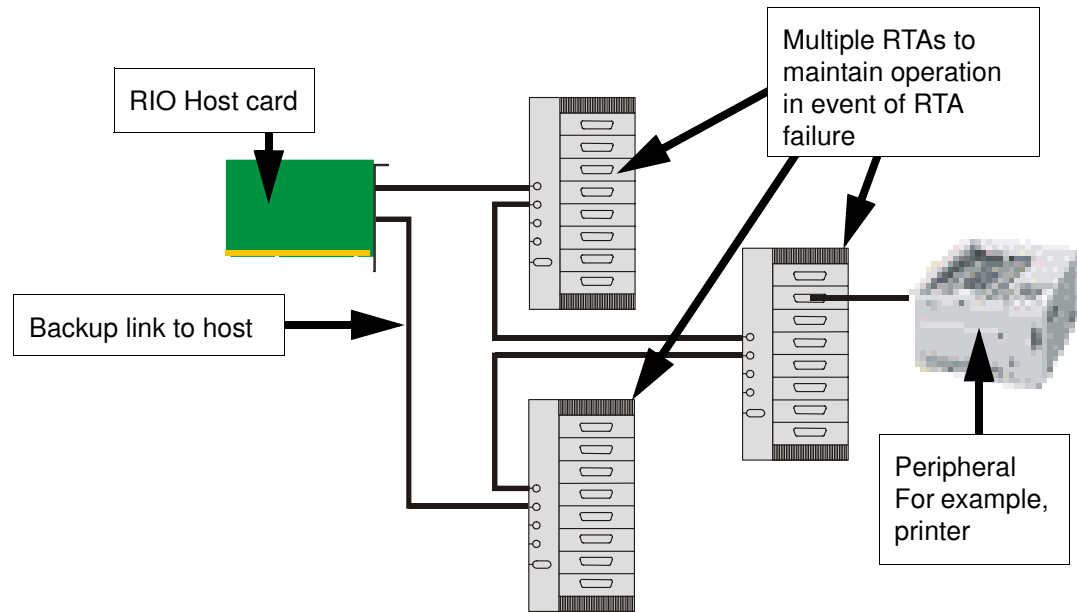 Multiple RTAs to
maintain operation
in event of RTA
failure
RIO Host card
Backup link to host
Peripheral
For example,
printer